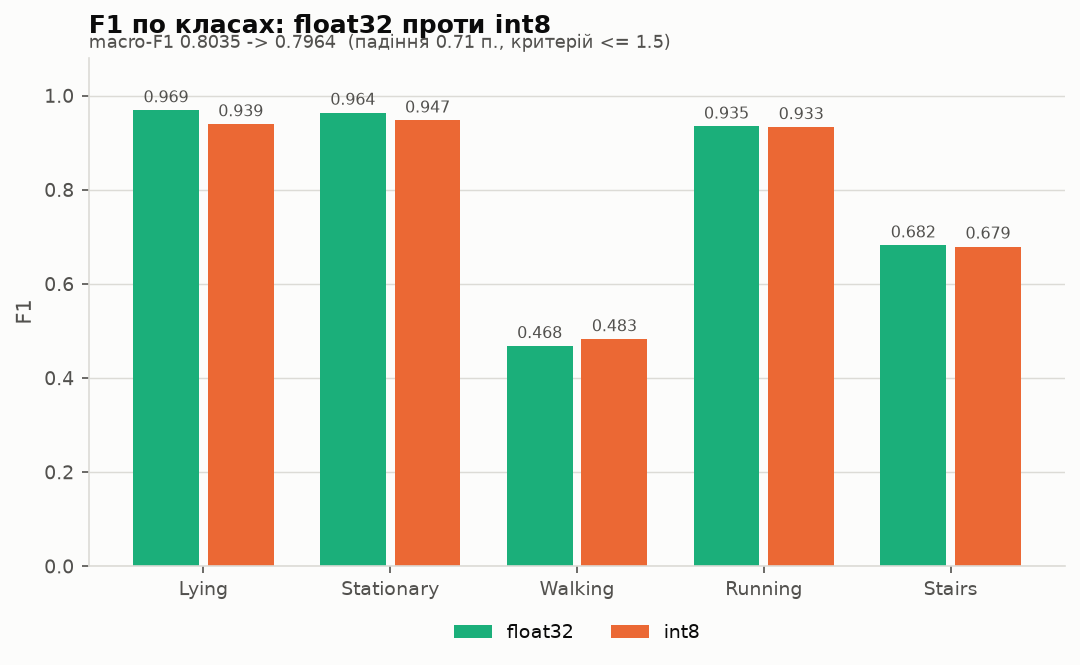 F1 по класах: float32 проти int8
macro-F1 0.8035 -> 0.7964  (падіння 0.71 п., критерій <= 1.5)
1.0
0.8
0.6
0.4
0.2
0.0
F1
0.969
0.939
0.964
0.947
0.468
0.483
0.935
0.933
0.682
0.679
Lying
Stationary
Walking
Running
Stairs
float32
int8